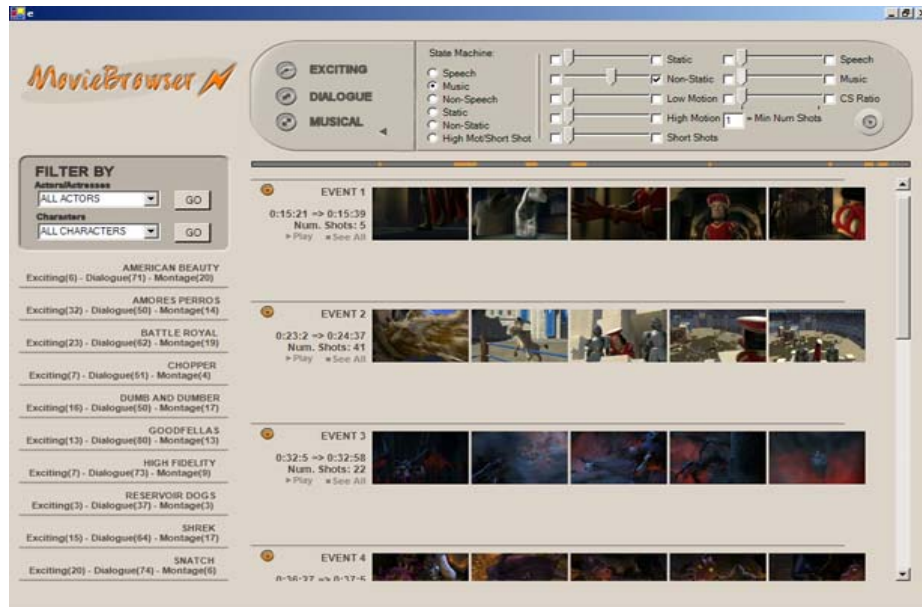 e
MovieBrowser
EXCITING
DIALOGUE
MUSICAL
State Machine:
Speech
Music
Non-Speech
Static
Non-Static
High Mot/Short Shot
Static
Non-Static
Low Motion
High Motion 1 = Min Num Shots
Short Shots
Speech
Music
CS Ratio
FILTER BY
Actors/Actresses
ALL ACTORS GO
Characters
ALL CHARACTERS GO
AMERICAN BEAUTY
Exciting(6) - Dialogue(71) - Montage(20)
AMORES PERROS
Exciting(32) - Dialogue(50) - Montage(14)
BATTLE ROYAL
Exciting(23) - Dialogue(62) - Montage(19)
CHOPPER
Exciting(7) - Dialogue(51) - Montage(4)
DUMB AND DUMBER
Exciting(16) - Dialogue(50) - Montage(17)
GOODFELLAS
Exciting(13) - Dialogue(80) - Montage(13)
HIGH FIDELITY
Exciting(7) - Dialogue(73) - Montage(9)
RESERVOIR DOGS
Exciting(3) - Dialogue(37) - Montage(3)
SHREK
Exciting(15) - Dialogue(64) - Montage(17)
SNATCH
Exciting(20) - Dialogue(74) - Montage(6)
EVENT 1
0:15:21 => 0:15:39
Num. Shots: 5
Play See All
EVENT 2
0:23:2 => 0:24:37
Num. Shots: 41
Play See All
EVENT 3
0:32:5 => 0:32:58
Num. Shots: 22
Play See All
EVENT 4
0:36:27 => 0:37:5